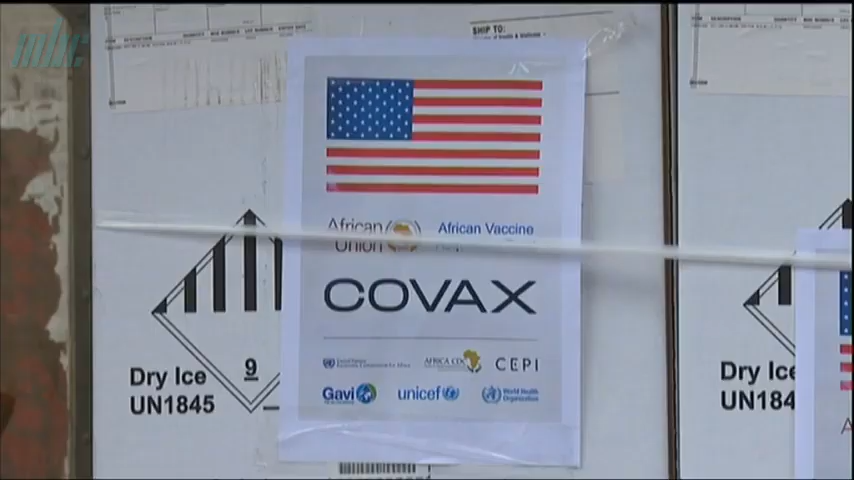 mbc
SHIP TO:
African Union
African Vaccine
COVAX
AFRICA CDC
CEPI
Gavi
unicef
World Health
Organization
9
Dry Ice
UN1845
Dry Ice
UN184
A